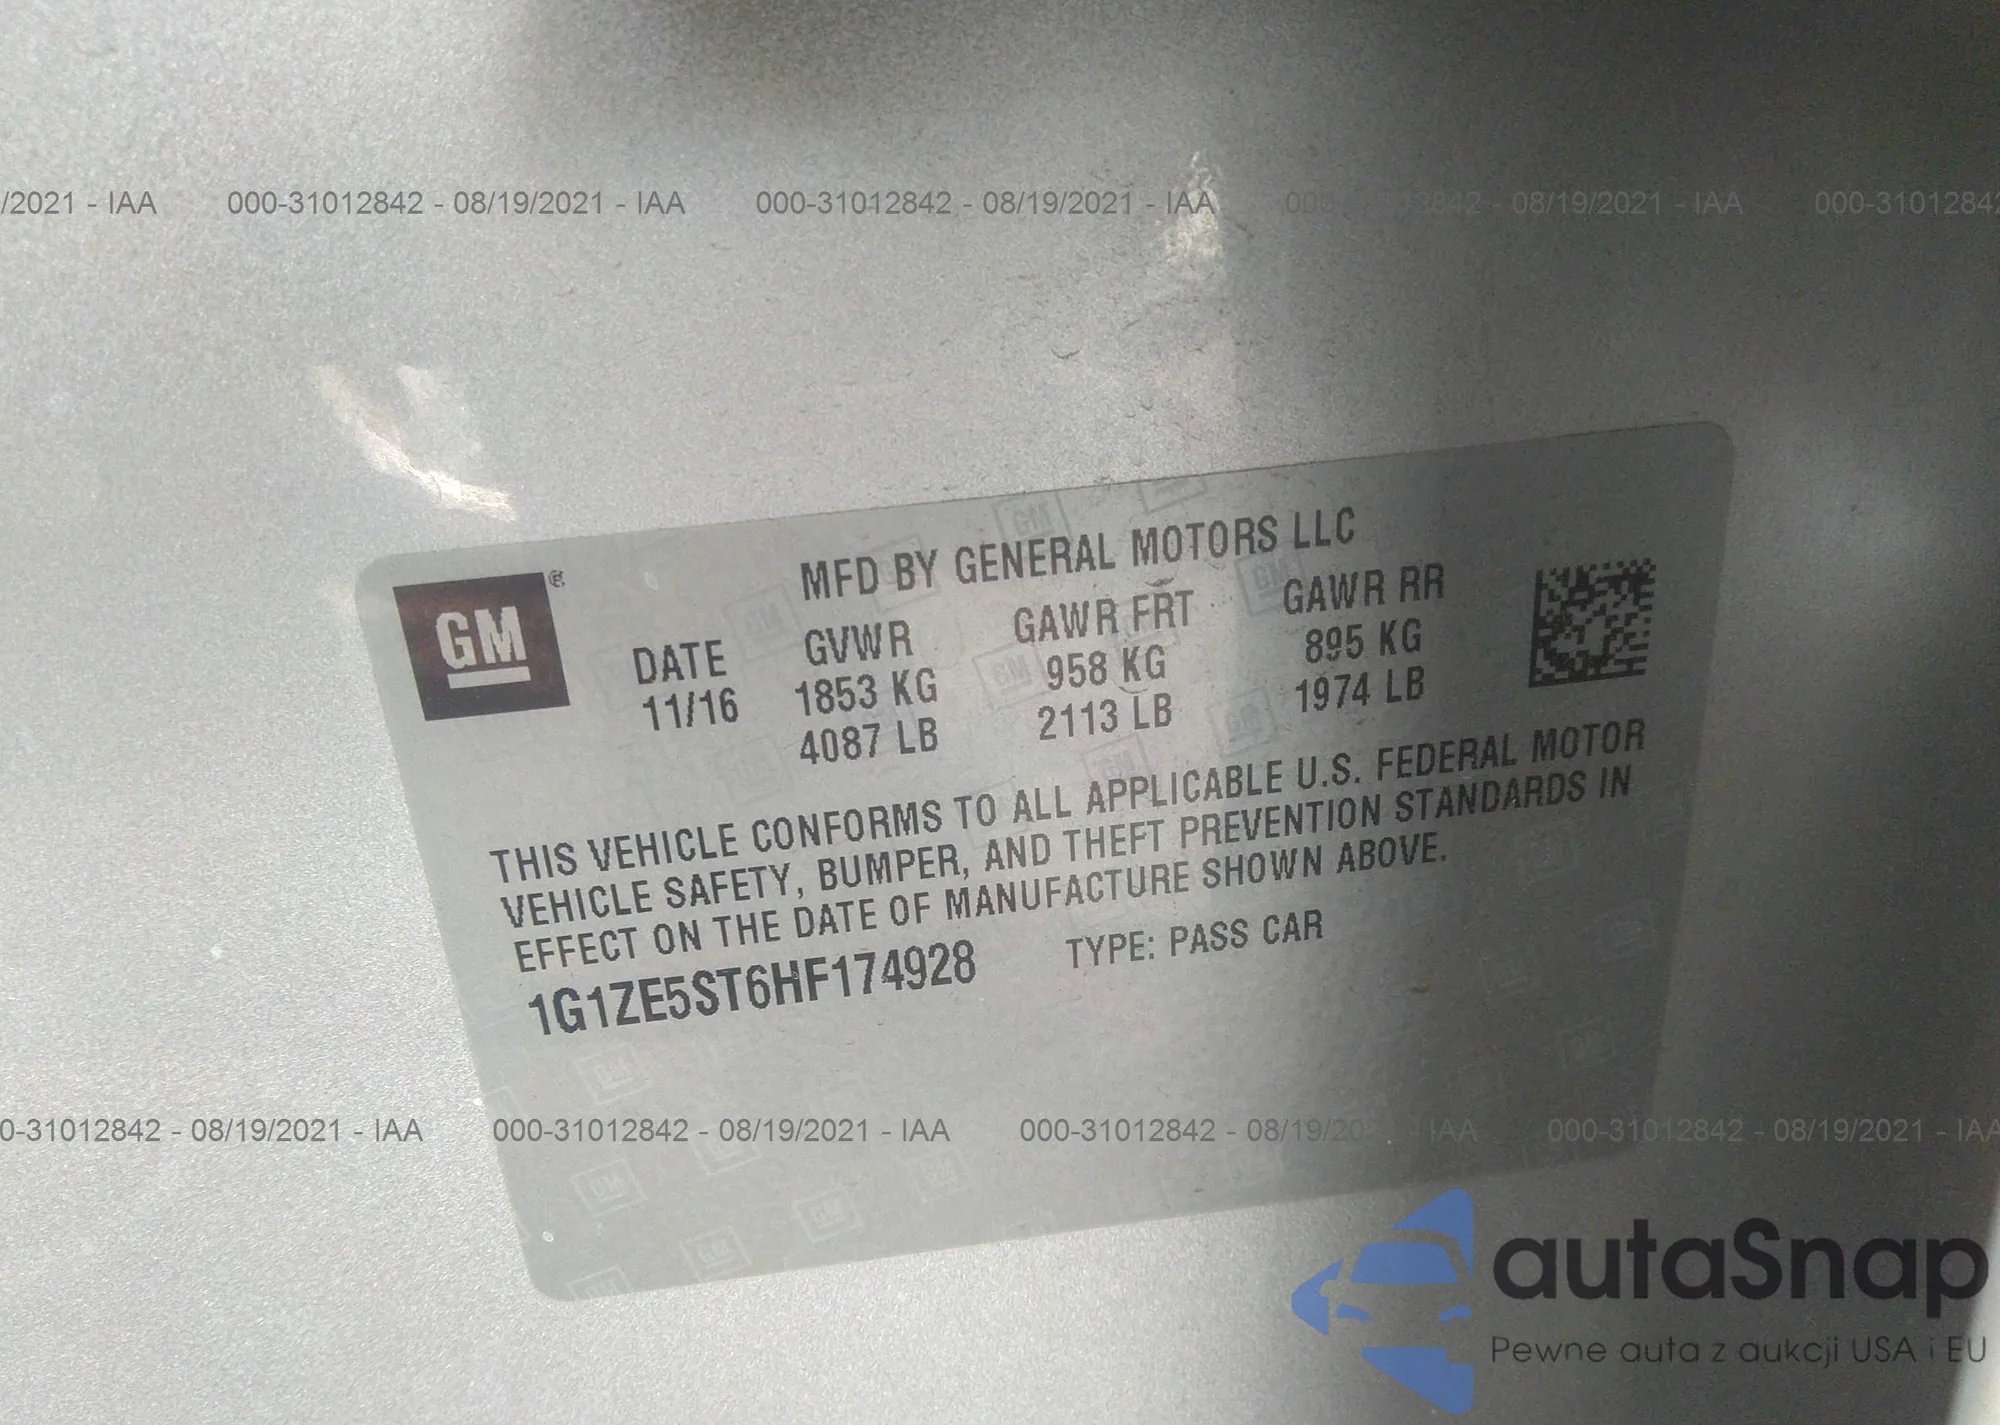 /2021 - IAA 000-31012842 - 08/19/2021 - IAA 000-31012842 - 08/19/2021 - IAA 000-31012842 - 08/19/2021 - IAA 000-3101284
MFD BY GENERAL MOTORS LLC
GM ®
DATE GVWR GAWR FRT GAWR RR
11/16 1853 KG 958 KG 895 KG
4087 LB 2113 LB 1974 LB
THIS VEHICLE CONFORMS TO ALL APPLICABLE U.S. FEDERAL MOTOR
VEHICLE SAFETY, BUMPER, AND THEFT PREVENTION STANDARDS IN
EFFECT ON THE DATE OF MANUFACTURE SHOWN ABOVE.
1G1ZE5ST6HF174928 TYPE: PASS CAR
0-31012842 - 08/19/2021 - IAA 000-31012842 - 08/19/2021 - IAA 000-31012842 - 08/19/20 IAA 000-31012842 - 08/19/2021 - IAA
autaSnap
Pewne auta z aukcji USA i EU